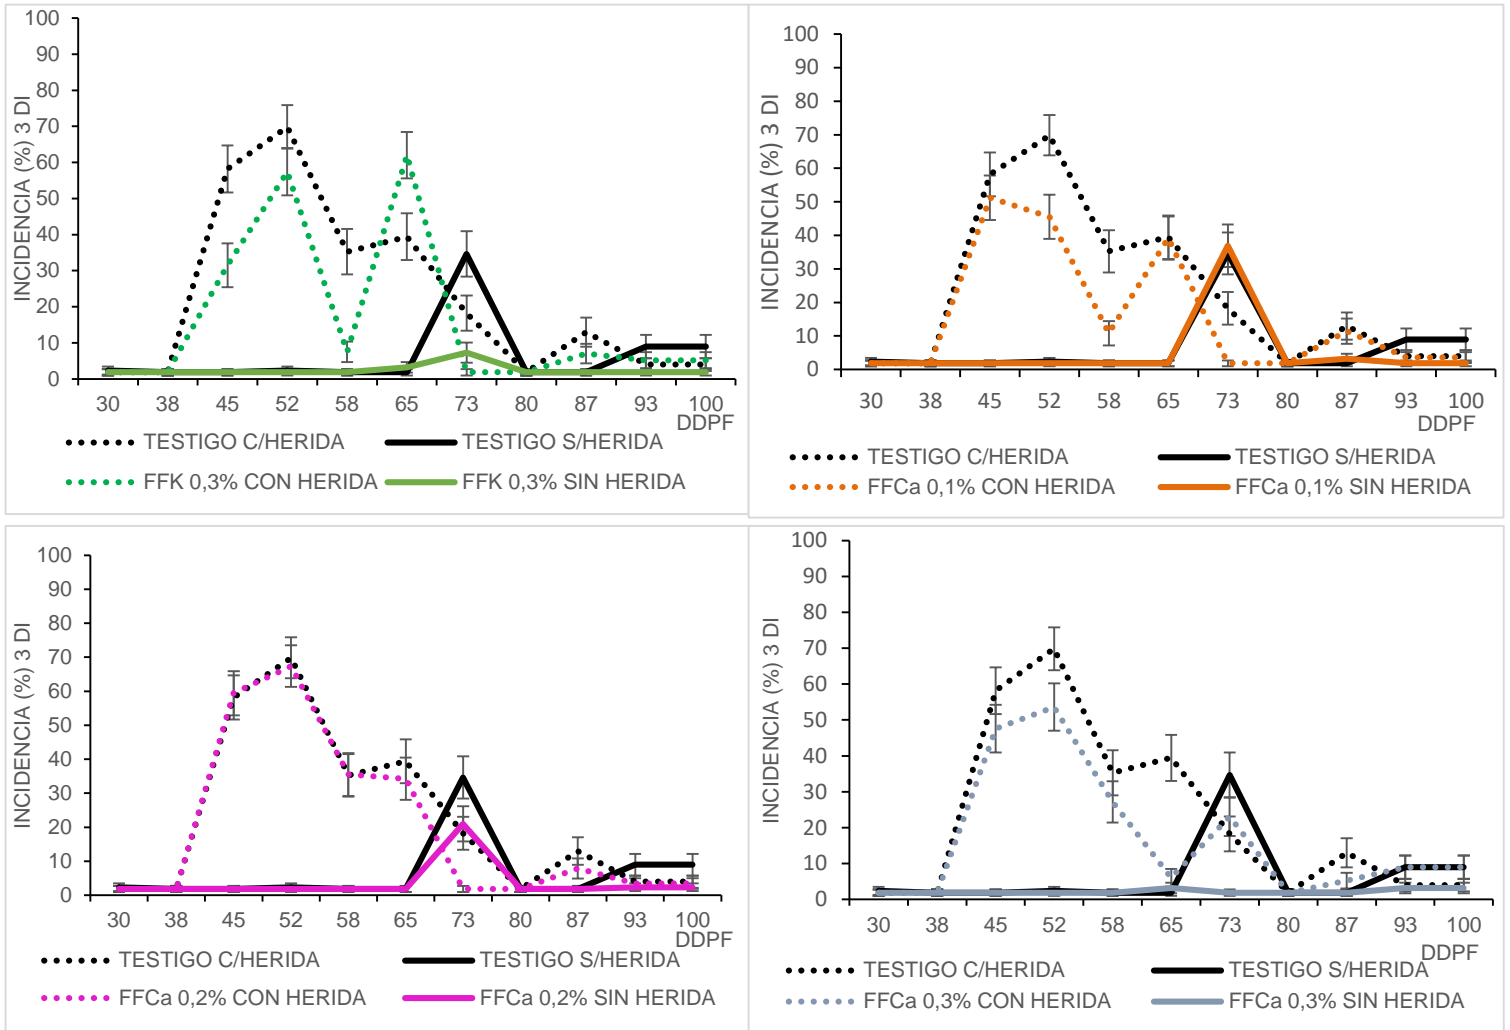 100
90
80
70
60
50
40
30
20
10
0
INCIDENCIA (%) 3 DI
30 38 45 52 58 65 73 80 87 93 100
DDPF
TESTIGO C/HERIDA TESTIGO S/HERIDA
FFK 0,3% CON HERIDA FFK 0,3% SIN HERIDA
100
90
80
70
60
50
40
30
20
10
0
INCIDENCIA (%) 3 DI
30 38 45 52 58 65 73 80 87 93 100
DDPF
TESTIGO C/HERIDA TESTIGO S/HERIDA
FFCa 0,1% CON HERIDA FFCa 0,1% SIN HERIDA
100
90
80
70
60
50
40
30
20
10
0
INCIDENCIA (%) 3 DI
30 38 45 52 58 65 73 80 87 93 100
DDPF
TESTIGO C/HERIDA TESTIGO S/HERIDA
FFCa 0,2% CON HERIDA FFCa 0,2% SIN HERIDA
100
90
80
70
60
50
40
30
20
10
0
INCIDENCIA (%) 3 DI
30 38 45 52 58 65 73 80 87 93 100
DDPF
TESTIGO C/HERIDA TESTIGO S/HERIDA
FFCa 0,3% CON HERIDA FFCa 0,3% SIN HERIDA